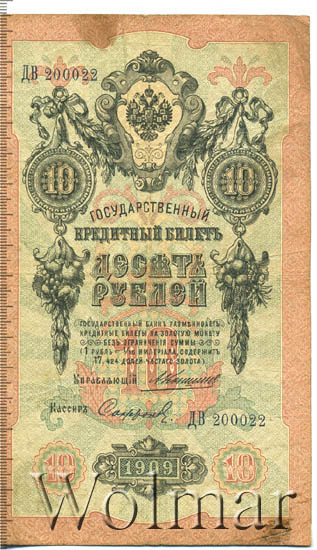 ДВ 200022
10 10
ГОСУДАРСТВЕННЫЙ
КРЕДИТНЫЙ БИЛЕТЪ
ДЕСЯТЬ
РУБЛЕЙ
ГОСУДАРСТВЕННЫЙ БАНКЪ РАЗМѢНИВАЕТЪ
КРЕДИТНЫЕ БИЛЕТЫ НА ЗОЛОТУЮ МОНЕТУ
БЕЗЪ ОГРАНИЧЕНІЯ СУММЫ
(1 РУБЛЬ = 1/15 ИМПЕРІАЛА, СОДЕРЖИТЪ
17,424 ДОЛЕЙ ЧИСТАГО ЗОЛОТА)
Управляющій
Кассиръ
ДВ 200022
10 1909 10
Wolmar